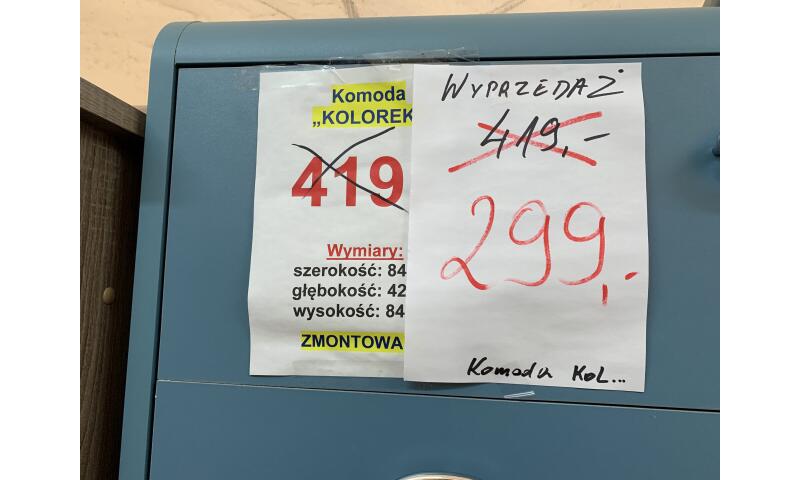 Komoda
„KOLOREK
419
Wymiary:
szerokość: 84
głębokość: 42
wysokość: 84
ZMONTOWA
WYPRZEDAŻ
419,-
299,-
Komoda KOL...